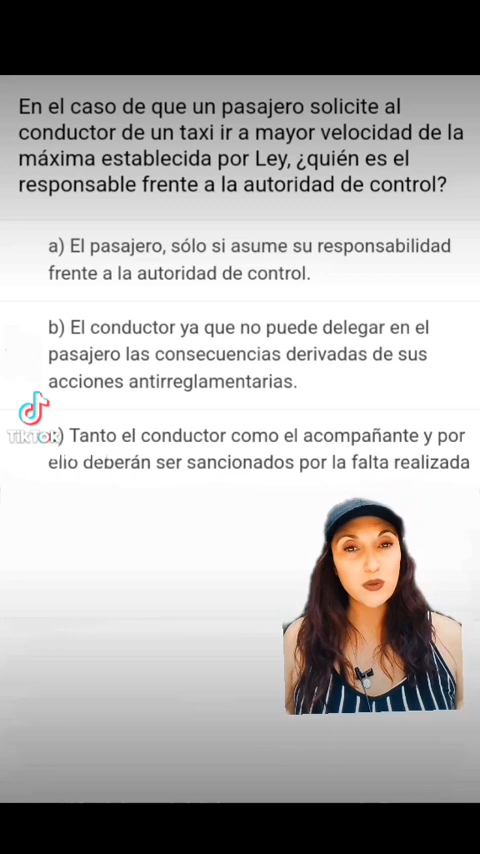 En el caso de que un pasajero solicite al
conductor de un taxi ir a mayor velocidad de la
máxima establecida por Ley, ¿quién es el
responsable frente a la autoridad de control?
a) El pasajero, sólo si asume su responsabilidad
frente a la autoridad de control.
b) El conductor ya que no puede delegar en el
pasajero las consecuencias derivadas de sus
acciones antirreglamentarias.
c) Tanto el conductor como el acompañante y por
ello deberán ser sancionados por la falta realizada
TikTok